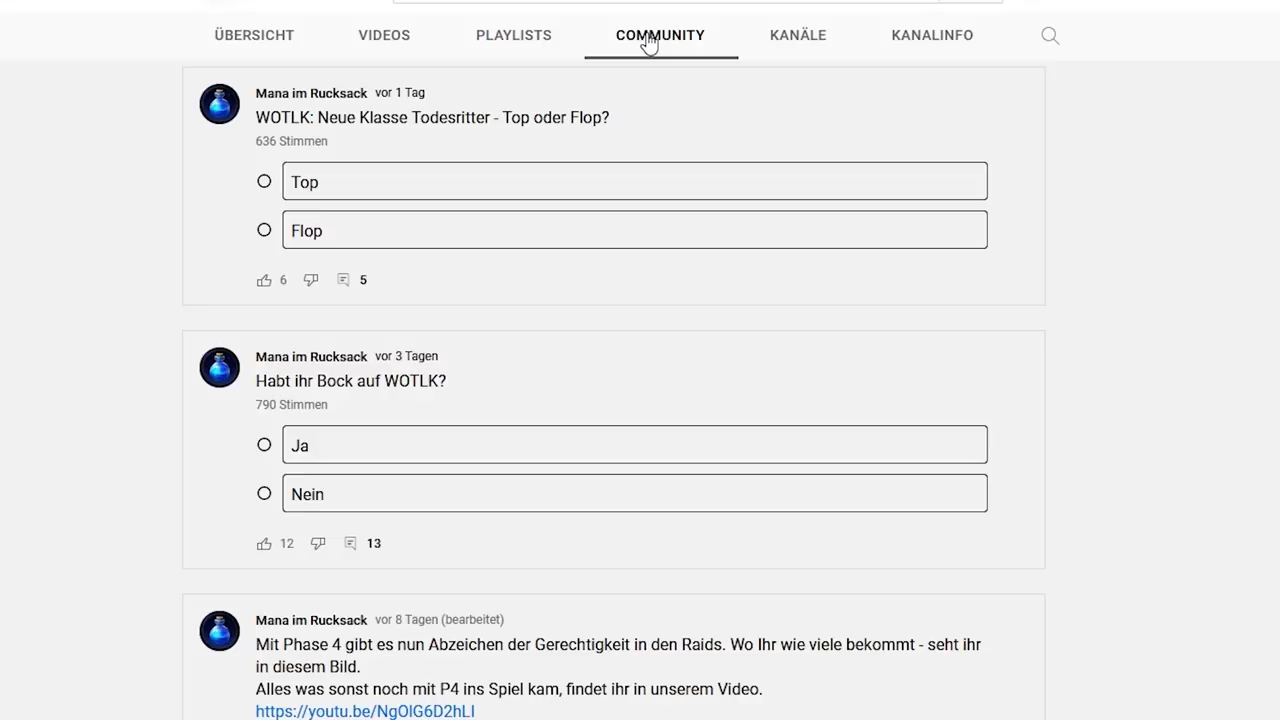 ÜBERSICHT VIDEOS PLAYLISTS COMMUNITY KANÄLE KANALINFO
Mana im Rucksack vor 1 Tag
WOTLK: Neue Klasse Todesritter - Top oder Flop?
636 Stimmen
Top
Flop
6 5
Mana im Rucksack vor 3 Tagen
Habt ihr Bock auf WOTLK?
790 Stimmen
Ja
Nein
12 13
Mana im Rucksack vor 8 Tagen (bearbeitet)
Mit Phase 4 gibt es nun Abzeichen der Gerechtigkeit in den Raids. Wo Ihr wie viele bekommt - seht ihr
in diesem Bild.
Alles was sonst noch mit P4 ins Spiel kam, findet ihr in unserem Video.
https://youtu.be/NgOlG6D2hLI